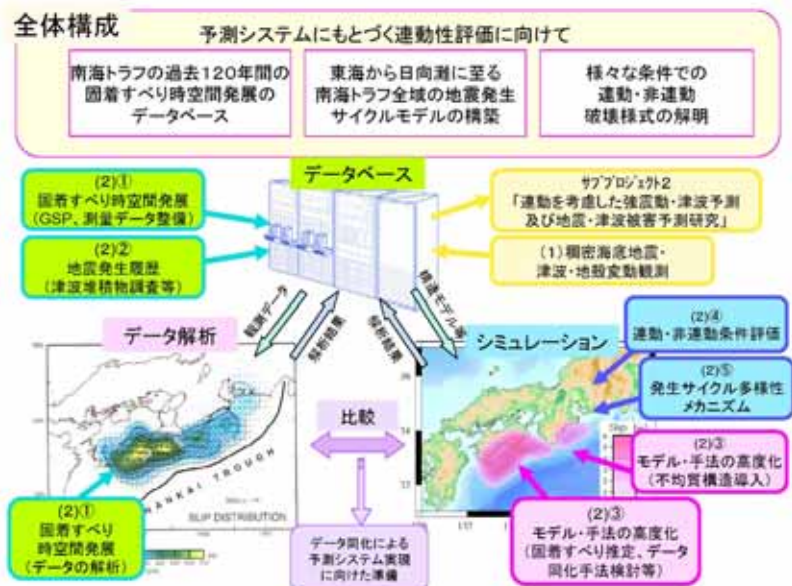 全体構成
予測システムにもとづく連動性評価に向けて
南海トラフの過去120年間の
固着すべり時空間発展の
データベース
東海から日向灘に至る
南海トラフ全域の地震発生
サイクルモデルの構築
様々な条件での
連動・非連動
破壊様式の解明
(2)①
固着すべり時空間発展
(GSP、測量データ整備)
データベース
サブプロジェクト2
「連動を考慮した強震動・津波予測
及び地震・津波被害予測研究」
(2)②
地震発生履歴
(津波堆積物調査等)
(1)稠密海底地震・
津波・地殻変動観測
観測データ
解析結果
解析結果
構造モデル等
データ解析
シミュレーション
(2)④
連動・非連動条件評価
(2)⑤
発生サイクル多様性
メカニズム
比較
(2)③
モデル・手法の高度化
(不均質構造導入)
NANKAI TROUGH
SLIP DISTRIBUTION
(2)①
固着すべり
時空間発展
(データの解析)
データ同化による
予測システム実現
に向けた準備
(2)③
モデル・手法の高度化
(固着すべり推定、データ
同化手法検討等)